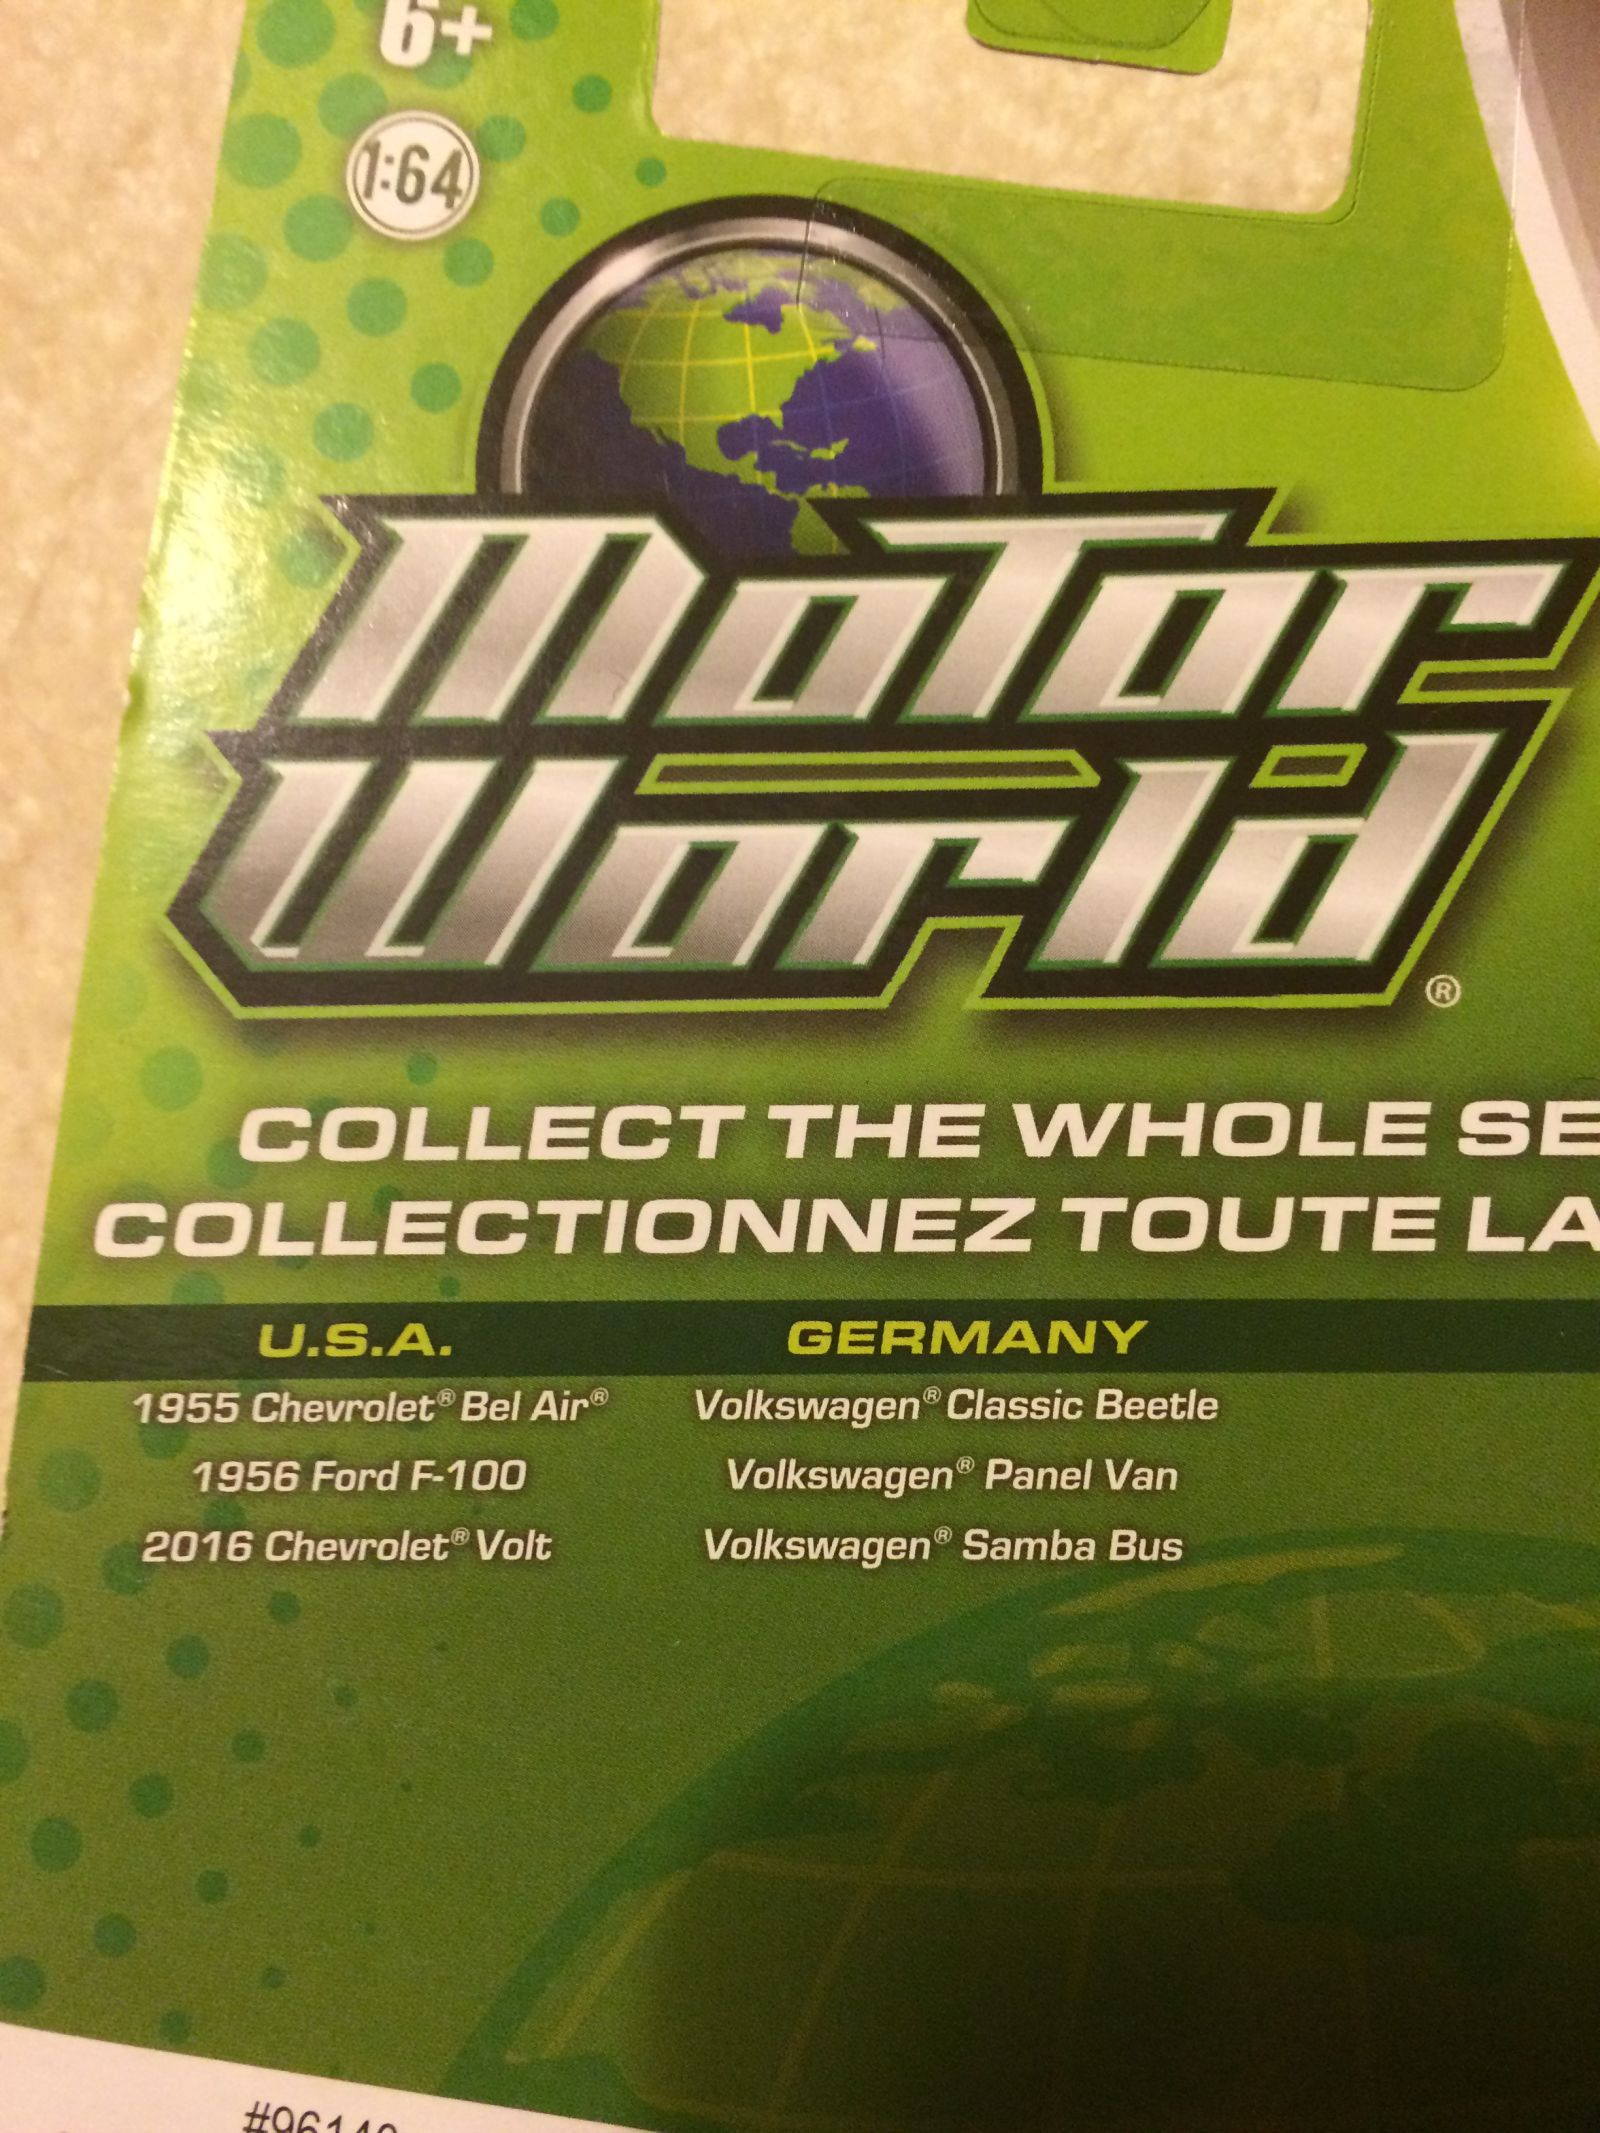 6+
1:64
Motor
World®
COLLECT THE WHOLE SE
COLLECTIONNEZ TOUTE LA
U.S.A. GERMANY
1955 Chevrolet® Bel Air® Volkswagen® Classic Beetle
1956 Ford F-100 Volkswagen® Panel Van
2016 Chevrolet® Volt Volkswagen® Samba Bus